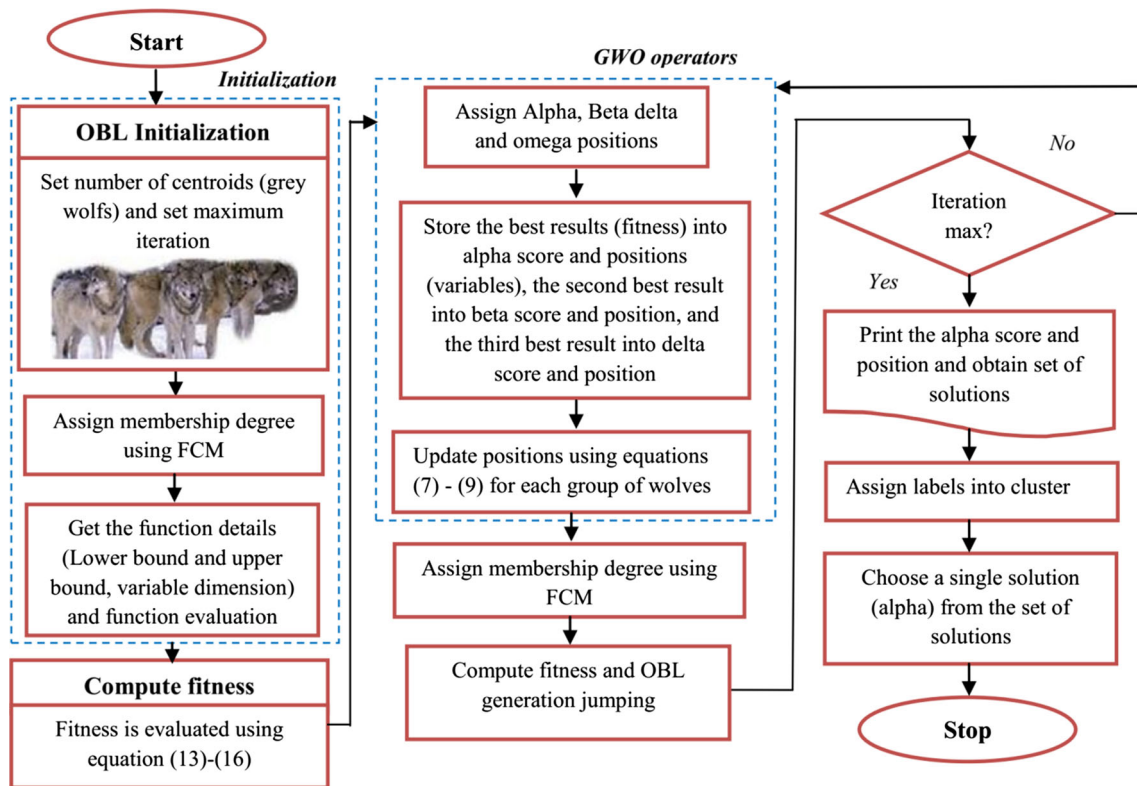 Start
Initialization
OBL Initialization
Set number of centroids (grey
wolfs) and set maximum
iteration
Assign membership degree
using FCM
Get the function details
(Lower bound and upper
bound, variable dimension)
and function evaluation
Compute fitness
Fitness is evaluated using
equation (13)-(16)
GWO operators
Assign Alpha, Beta delta
and omega positions
Store the best results (fitness) into
alpha score and positions
(variables), the second best result
into beta score and position, and
the third best result into delta
score and position
Update positions using equations
(7) - (9) for each group of wolves
Assign membership degree using
FCM
Compute fitness and OBL
generation jumping
No
Iteration
max?
Yes
Print the alpha score and
position and obtain set of
solutions
Assign labels into cluster
Choose a single solution
(alpha) from the set of
solutions
Stop